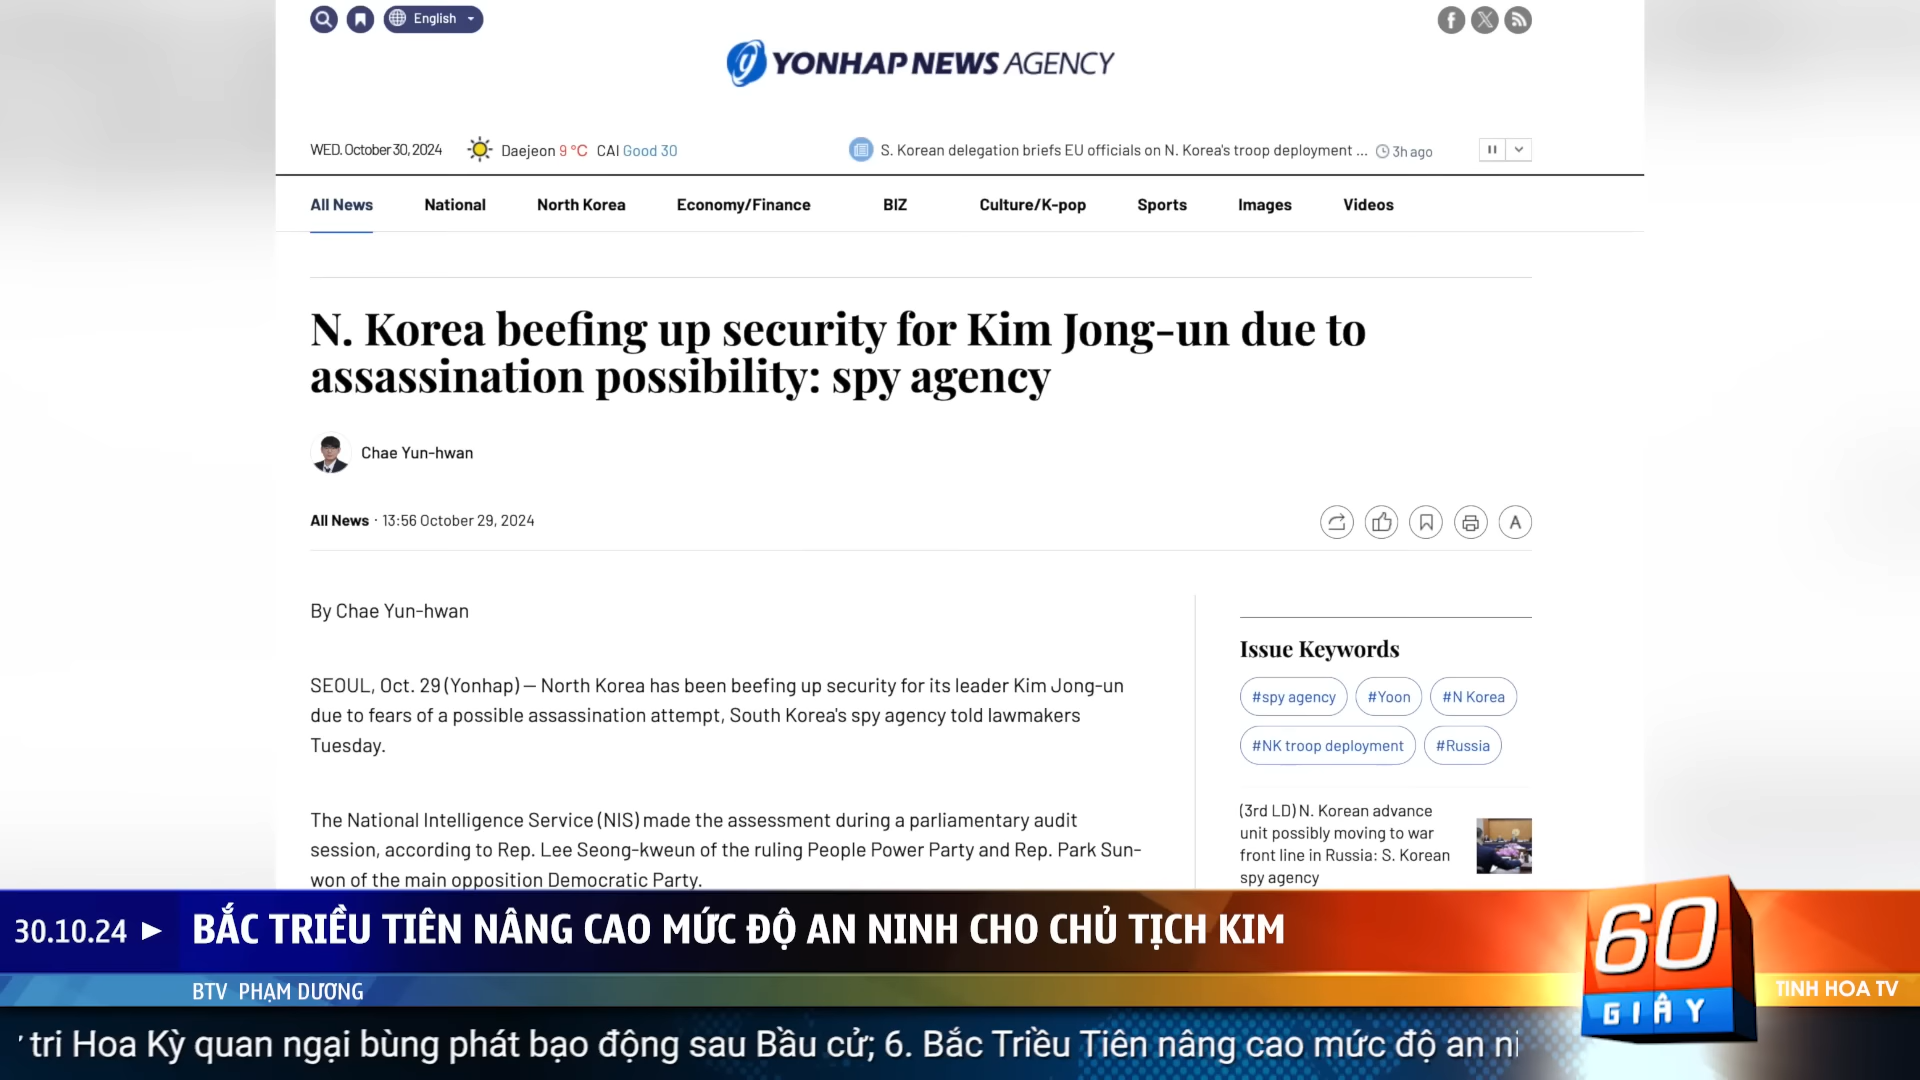 English
YONHAP NEWS AGENCY
WED. October 30, 2024
Daejeon 9 °C CAI Good 30
S. Korean delegation briefs EU officials on N. Korea's troop deployment ... 3h ago
All News National North Korea Economy/Finance BIZ Culture/K-pop Sports Images Videos
N. Korea beefing up security for Kim Jong-un due to
assassination possibility: spy agency
Chae Yun-hwan
All News · 13:56 October 29, 2024
A
By Chae Yun-hwan
SEOUL, Oct. 29 (Yonhap) — North Korea has been beefing up security for its leader Kim Jong-un
due to fears of a possible assassination attempt, South Korea's spy agency told lawmakers
Tuesday.
The National Intelligence Service (NIS) made the assessment during a parliamentary audit
session, according to Rep. Lee Seong-kweun of the ruling People Power Party and Rep. Park Sun-
won of the main opposition Democratic Party.
Issue Keywords
#spy agency #Yoon #N Korea
#NK troop deployment #Russia
(3rd LD) N. Korean advance
unit possibly moving to war
front line in Russia: S. Korean
spy agency
30.10.24 ► BẮC TRIỀU TIÊN NÂNG CAO MỨC ĐỘ AN NINH CHO CHỦ TỊCH KIM
BTV PHẠM DƯƠNG
60
GIÂY
TINH HOA TV
tri Hoa Kỳ quan ngại bùng phát bạo động sau Bầu cử; 6. Bắc Triều Tiên nâng cao mức độ an ni